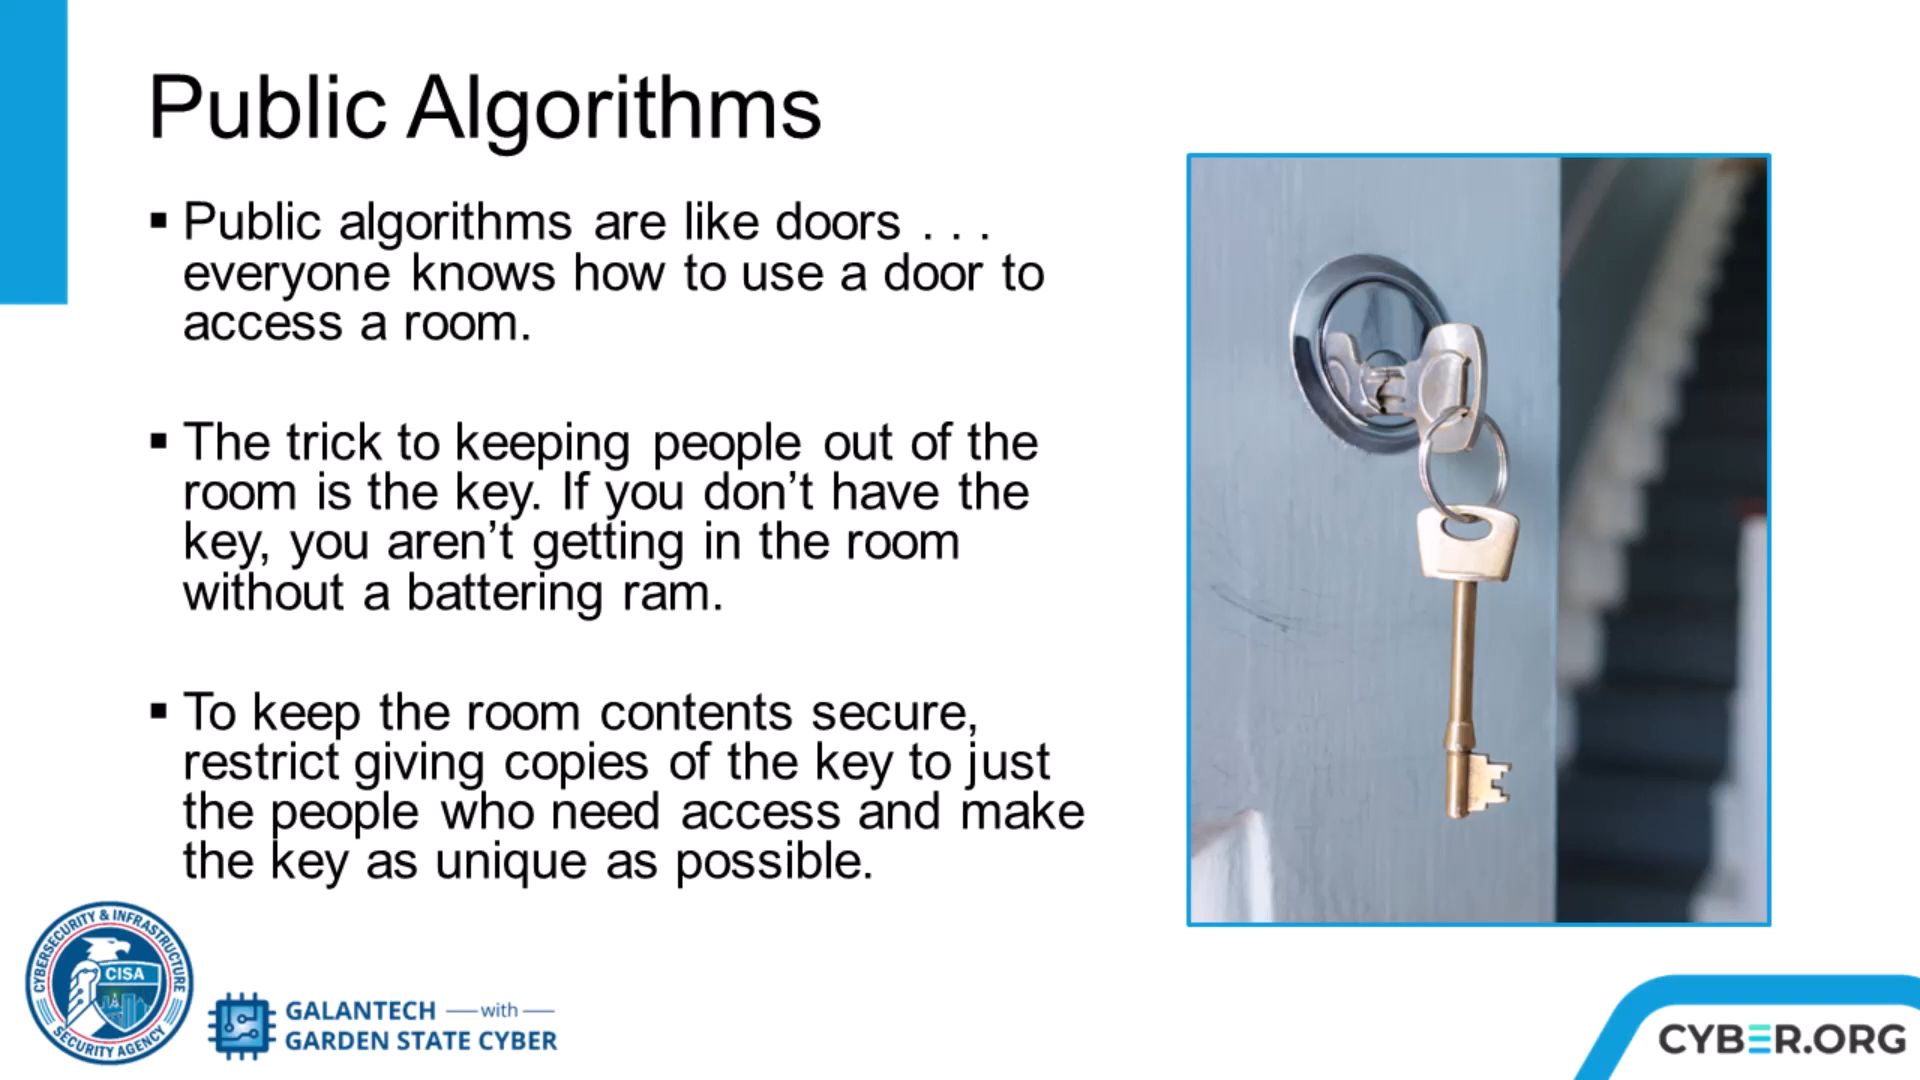 Public Algorithms
▪ Public algorithms are like doors . . .
everyone knows how to use a door to
access a room.
▪ The trick to keeping people out of the
room is the key. If you don’t have the
key, you aren’t getting in the room
without a battering ram.
▪ To keep the room contents secure,
restrict giving copies of the key to just
the people who need access and make
the key as unique as possible.
CYBERSECURITY & INFRASTRUCTURE
CISA
SECURITY AGENCY
GALANTECH — with —
GARDEN STATE CYBER
CYBER.ORG